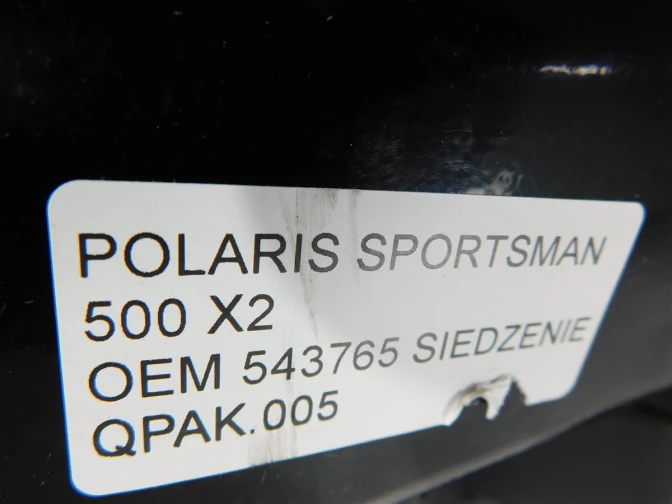 POLARIS SPORTSMAN
500 X2
OEM 543765 SIEDZENIE
QPAK.005